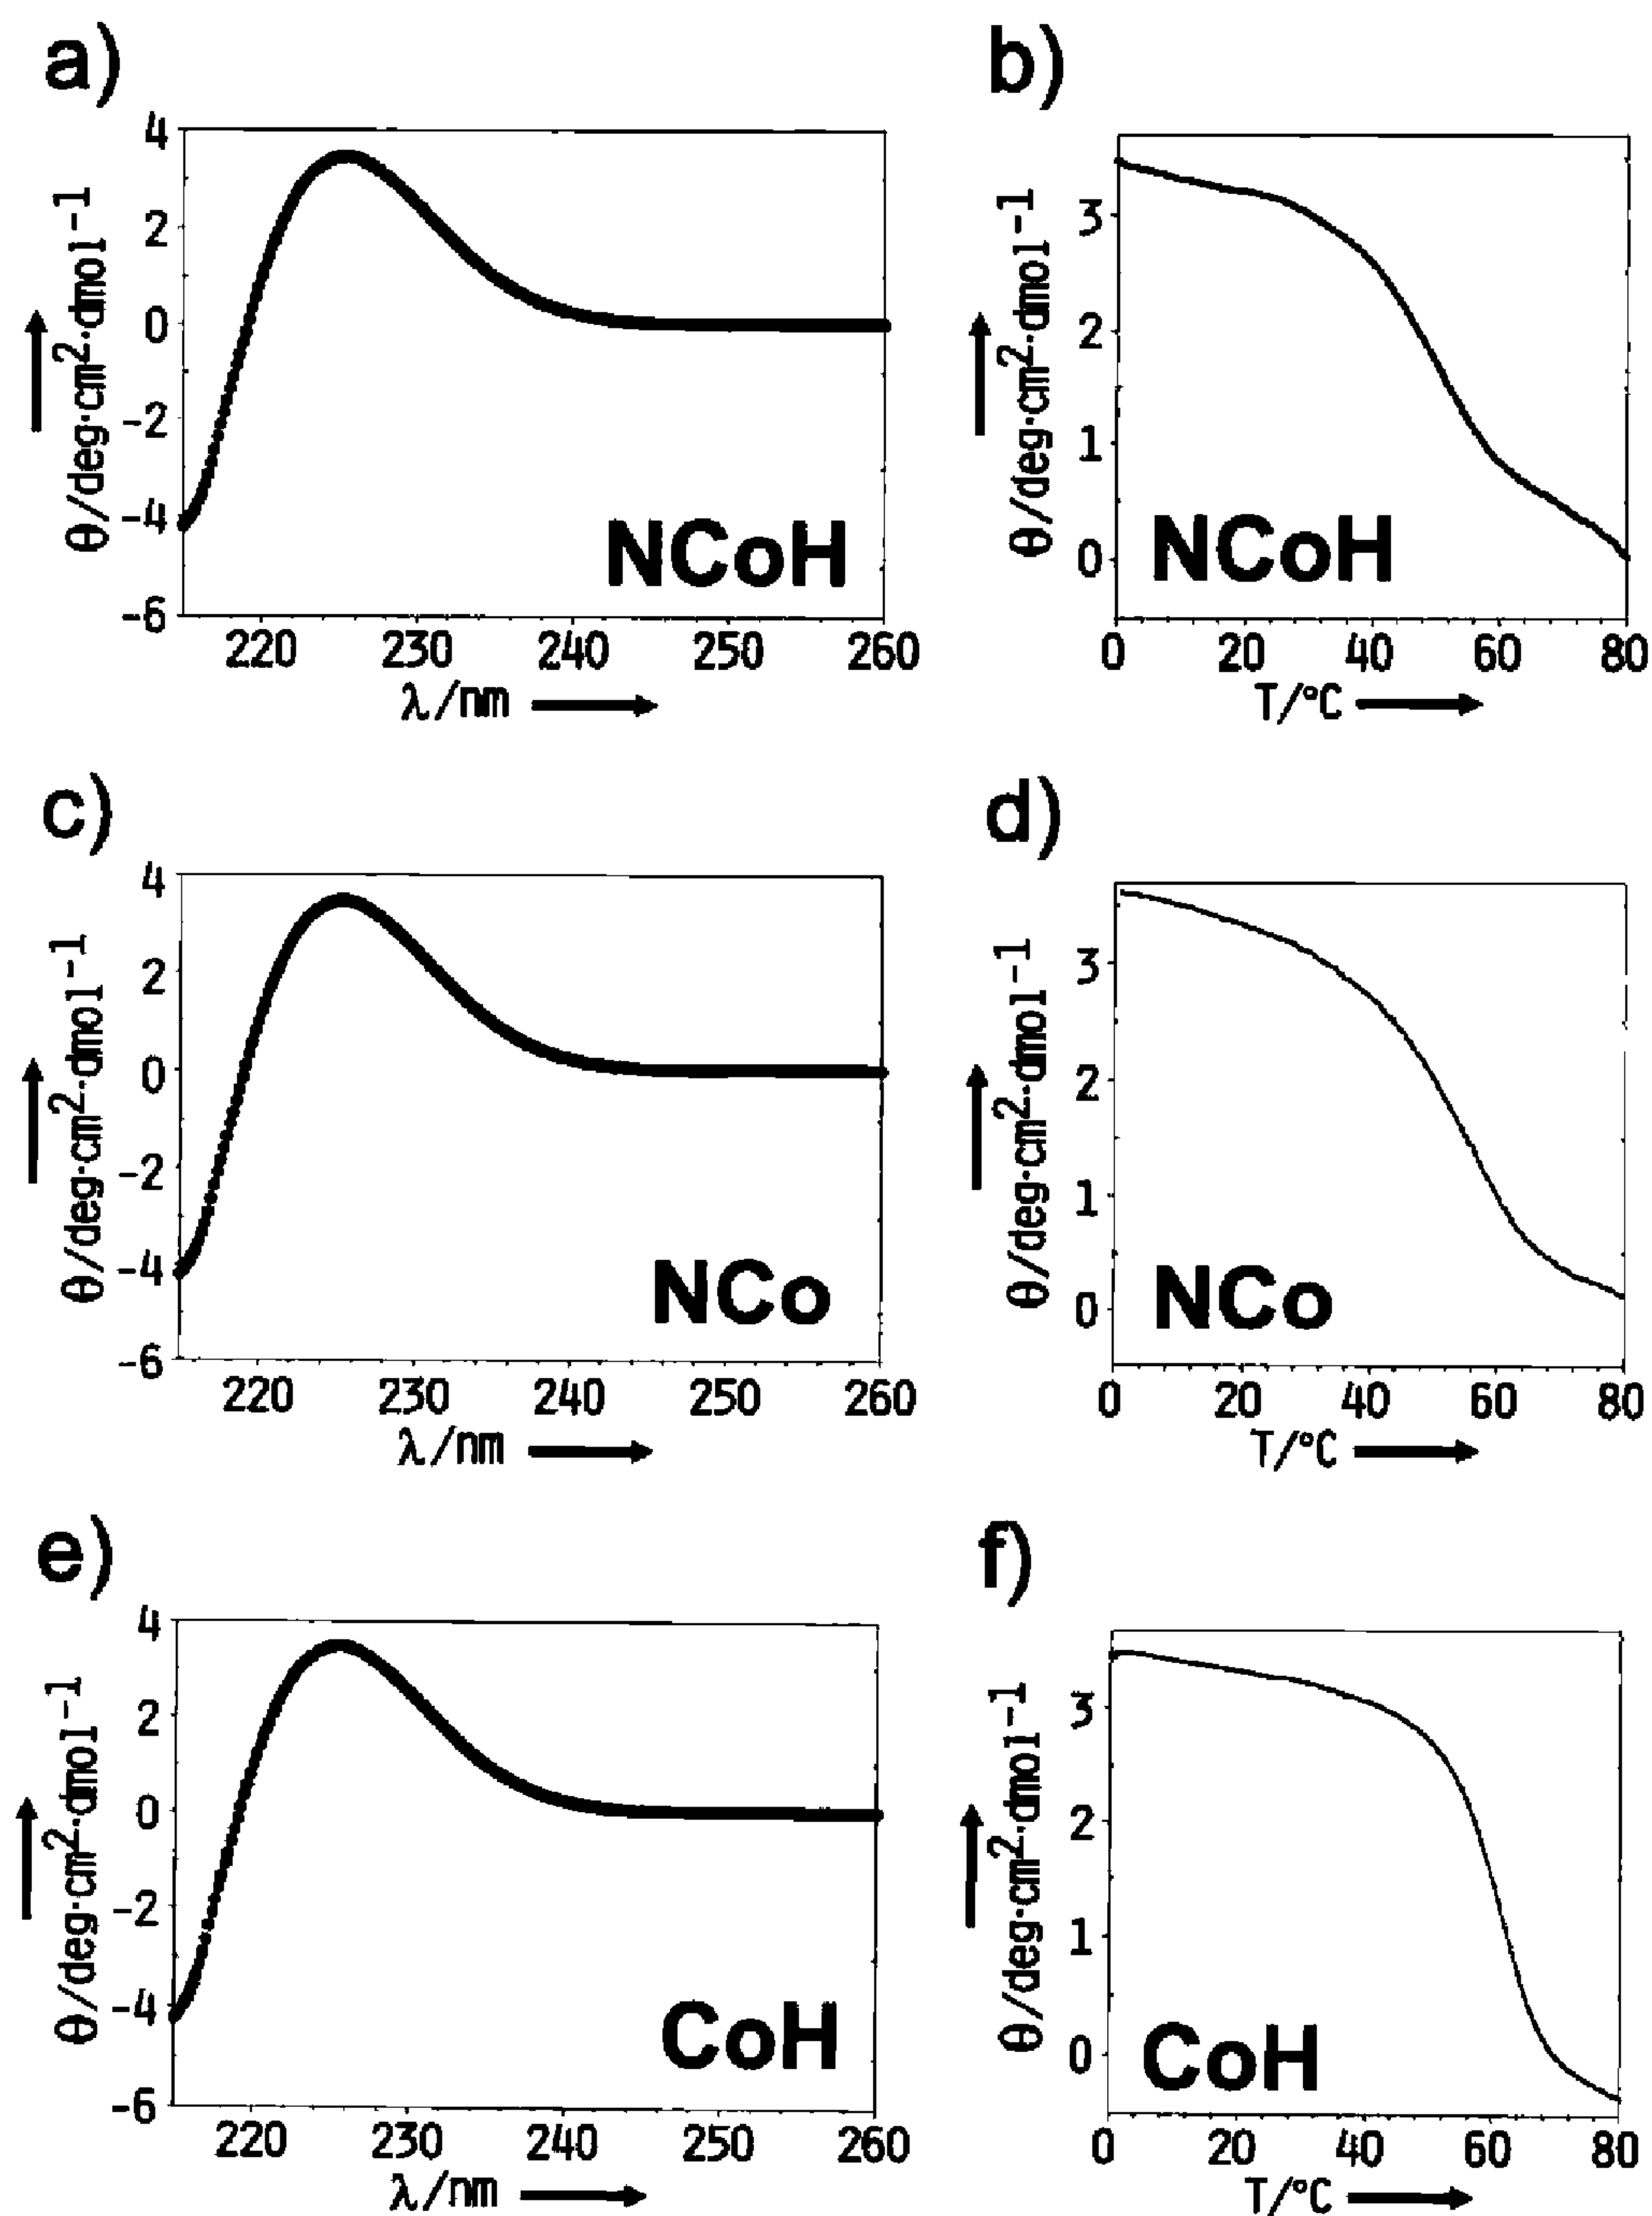 a)
4
2
0
-2
-4
-6
θ/deg·cm²·dmol⁻¹
NCoH
220 230 240 250 260
λ/nm
b)
3
2
1
0
θ/deg·cm²·dmol⁻¹
NCoH
0 20 40 60 80
T/°C
c)
4
2
0
-2
-4
-6
θ/deg·cm²·dmol⁻¹
NCo
220 230 240 250 260
λ/nm
d)
3
2
1
0
θ/deg·cm²·dmol⁻¹
NCo
0 20 40 60 80
T/°C
e)
4
2
0
-2
-4
-6
θ/deg·cm²·dmol⁻¹
CoH
220 230 240 250 260
λ/nm
f)
3
2
1
0
θ/deg·cm²·dmol⁻¹
CoH
0 20 40 60 80
T/°C